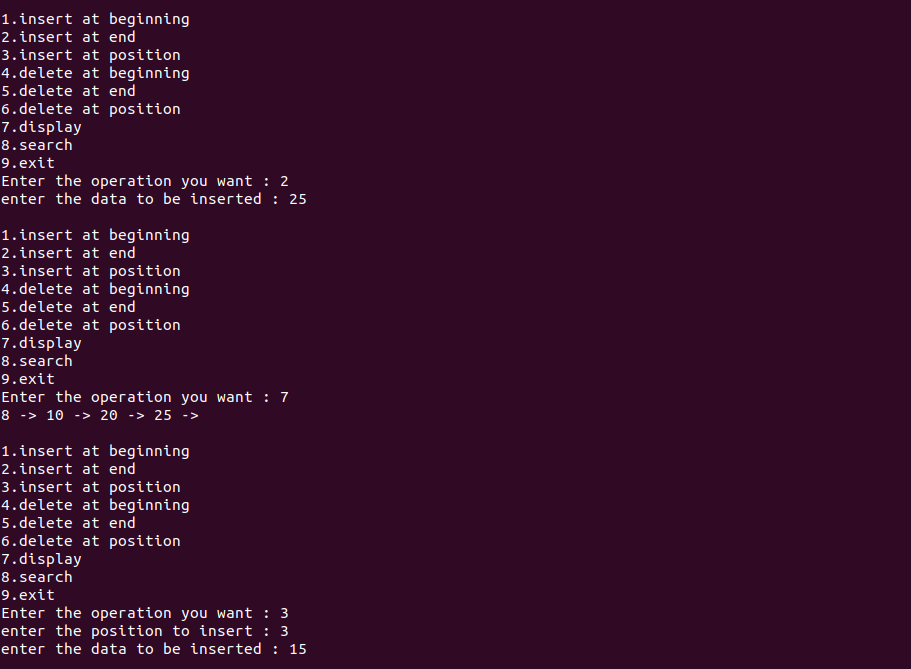 1.insert at beginning
2.insert at end
3.insert at position
4.delete at beginning
5.delete at end
6.delete at position
7.display
8.search
9.exit
Enter the operation you want : 2
enter the data to be inserted : 25

1.insert at beginning
2.insert at end
3.insert at position
4.delete at beginning
5.delete at end
6.delete at position
7.display
8.search
9.exit
Enter the operation you want : 7
8 -> 10 -> 20 -> 25 ->

1.insert at beginning
2.insert at end
3.insert at position
4.delete at beginning
5.delete at end
6.delete at position
7.display
8.search
9.exit
Enter the operation you want : 3
enter the position to insert : 3
enter the data to be inserted : 15